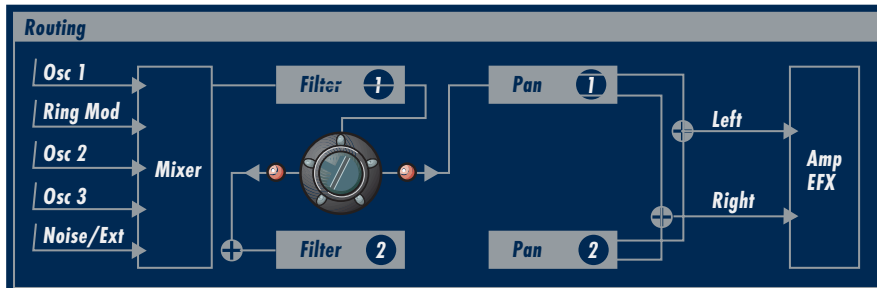 Routing
Osc 1
Ring Mod
Osc 2
Osc 3
Noise/Ext
Mixer
Filter 1
Filter 2
Pan 1
Pan 2
Left
Right
Amp
EFX